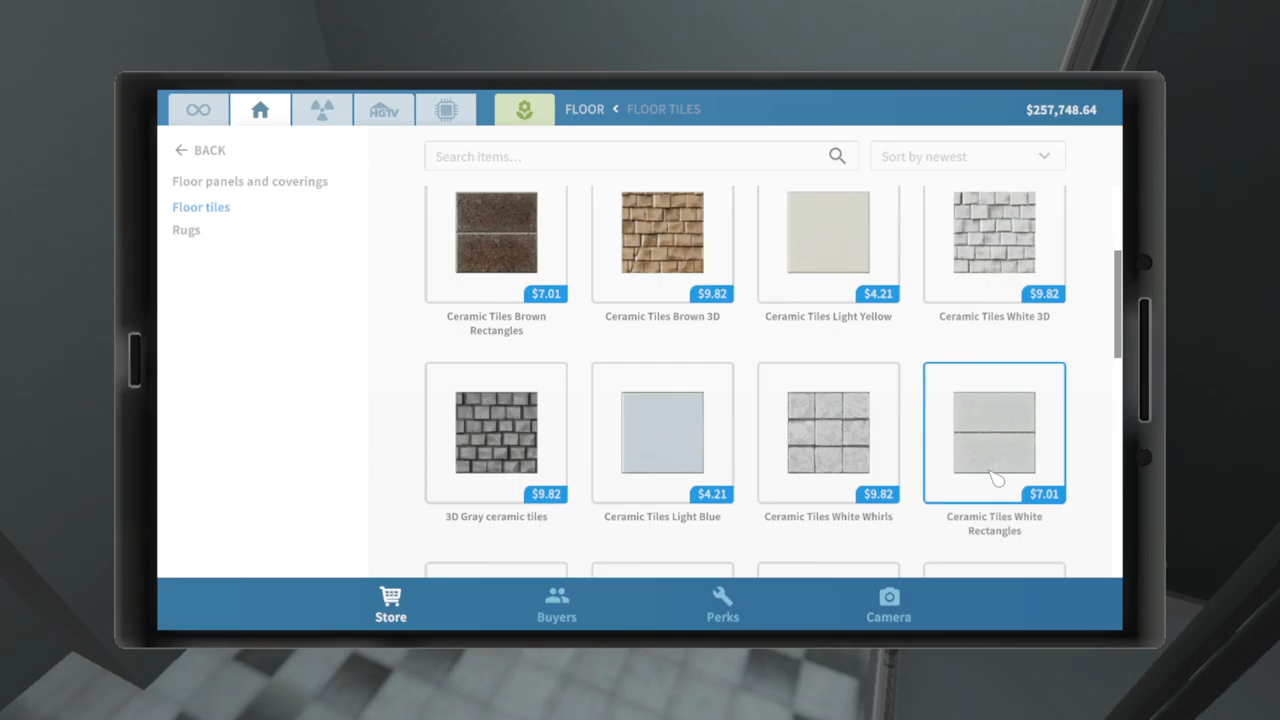 HGTV
FLOOR < FLOOR TILES
$257,748.64
BACK
Search items...
Sort by newest
Floor panels and coverings
Floor tiles
Rugs
$7.01
$9.82
$4.21
$9.82
Ceramic Tiles Brown
Rectangles
Ceramic Tiles Brown 3D
Ceramic Tiles Light Yellow
Ceramic Tiles White 3D
$9.82
$4.21
$9.82
$7.01
3D Gray ceramic tiles
Ceramic Tiles Light Blue
Ceramic Tiles White Whirls
Ceramic Tiles White
Rectangles
Store
Buyers
Perks
Camera